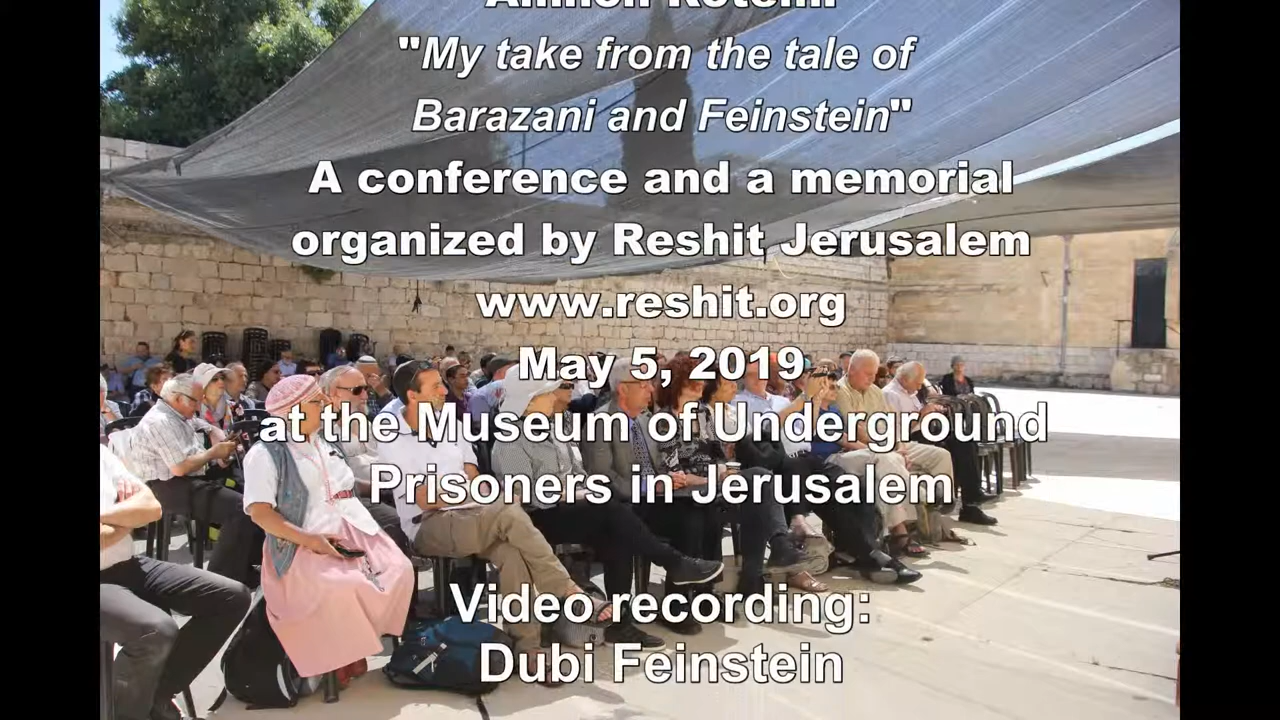 "My take from the tale of
Barazani and Feinstein"
A conference and a memorial
organized by Reshit Jerusalem
www.reshit.org
May 5, 2019
at the Museum of Underground
Prisoners in Jerusalem
Video recording:
Dubi Feinstein